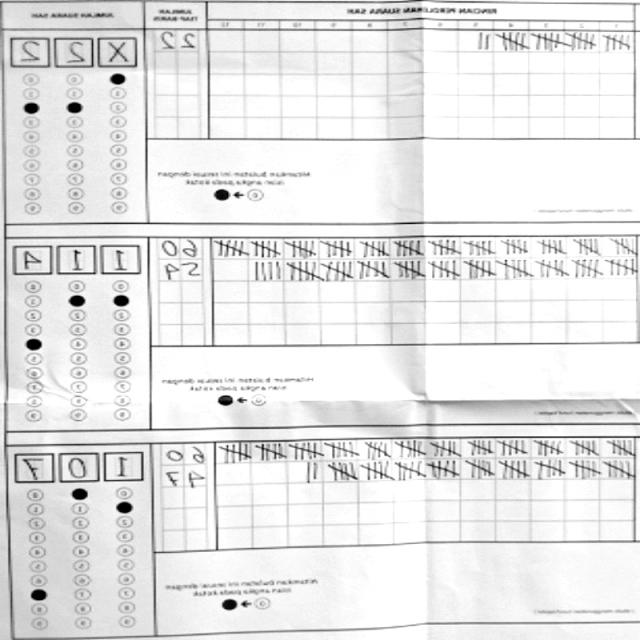 RINCIAN PEROLEHAN SUARA SAH
JUMLAH TIAP BARIS
JUMLAH SUARA SAH
1 2 3 4 5 6 7 8 9 10 11 12
22
X 2 2
Hitamkan bulatan ini sesuai dengan
isian angka pada kotak
60
54
1 1 4
Hitamkan bulatan ini sesuai dengan
isian angka pada kotak
60
47
1 0 7
Hitamkan bulatan ini sesuai dengan
isian angka pada kotak